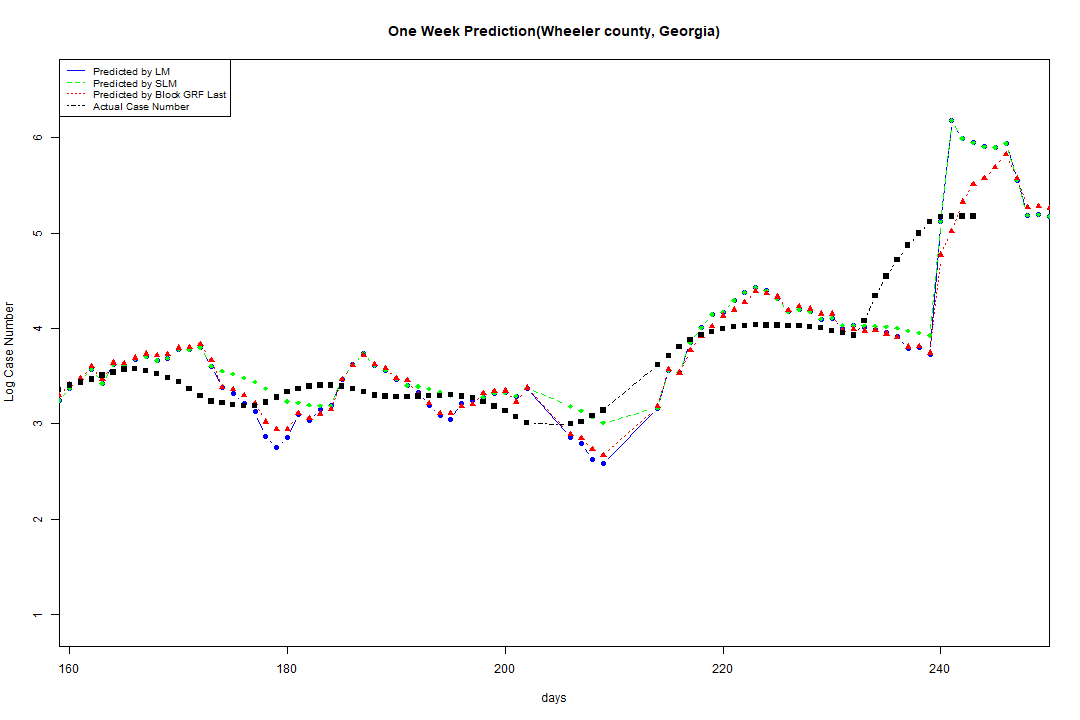 One Week Prediction(Wheeler county, Georgia)
Predicted by LM
Predicted by SLM
Predicted by Block GRF Last
Actual Case Number
6
5
4
3
2
1
Log Case Number
160 180 200 220 240
days